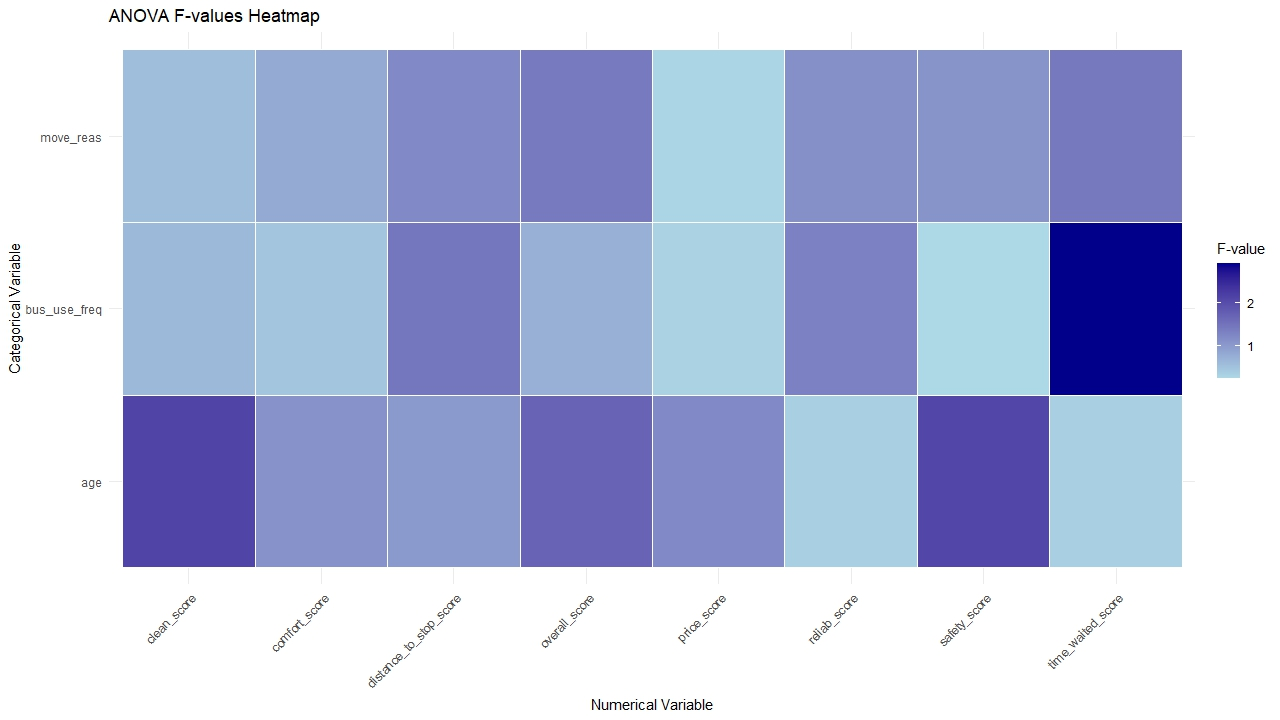 ANOVA F-values Heatmap
Categorical Variable
move_reas
bus_use_freq
age
F-value
2
1
clean_score
comfort_score
distance_to_stop_score
overall_score
price_score
reliab_score
safety_score
time_waited_score
Numerical Variable